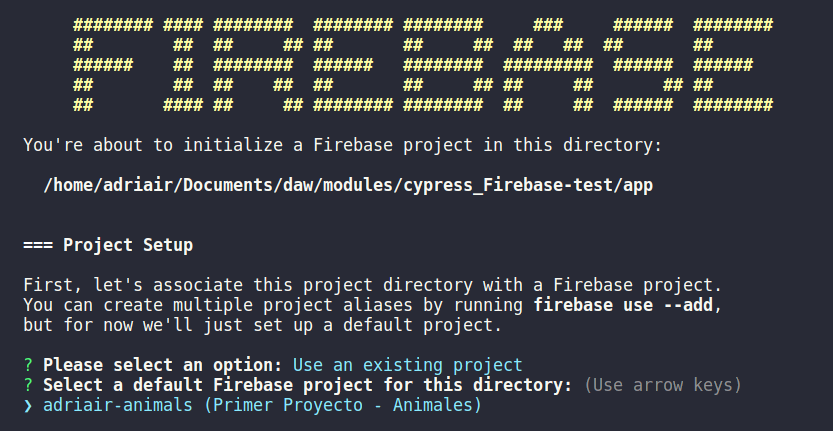 FIREBASE
You're about to initialize a Firebase project in this directory:
/home/adriair/Documents/daw/modules/cypress_Firebase-test/app
=== Project Setup
First, let's associate this project directory with a Firebase project.
You can create multiple project aliases by running firebase use --add,
but for now we'll just set up a default project.
? Please select an option: Use an existing project
? Select a default Firebase project for this directory: (Use arrow keys)
❯ adriair-animals (Primer Proyecto - Animales)